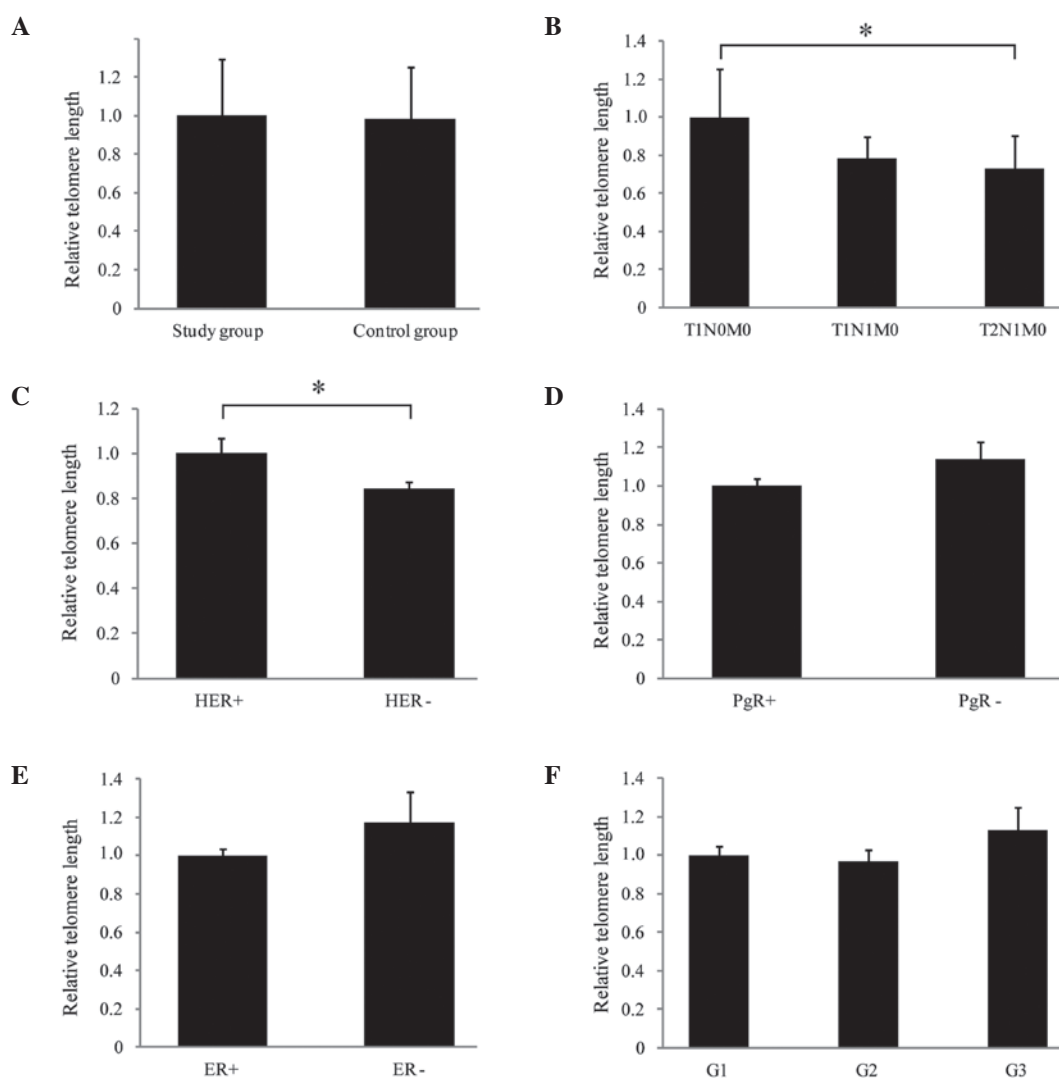 A
Relative telomere length
1.2
1.0
0.8
0.6
0.4
0.2
0
Study group
Control group
B
*
Relative telomere length
1.4
1.2
1.0
0.8
0.6
0.4
0.2
0
T1N0M0
T1N1M0
T2N1M0
C
*
Relative telomere length
1.2
1.0
0.8
0.6
0.4
0.2
0
HER+
HER-
D
Relative telomere length
1.4
1.2
1.0
0.8
0.6
0.4
0.2
0
PgR+
PgR-
E
Relative telomere length
1.4
1.2
1.0
0.8
0.6
0.4
0.2
0
ER+
ER-
F
Relative telomere length
1.4
1.2
1.0
0.8
0.6
0.4
0.2
0
G1
G2
G3